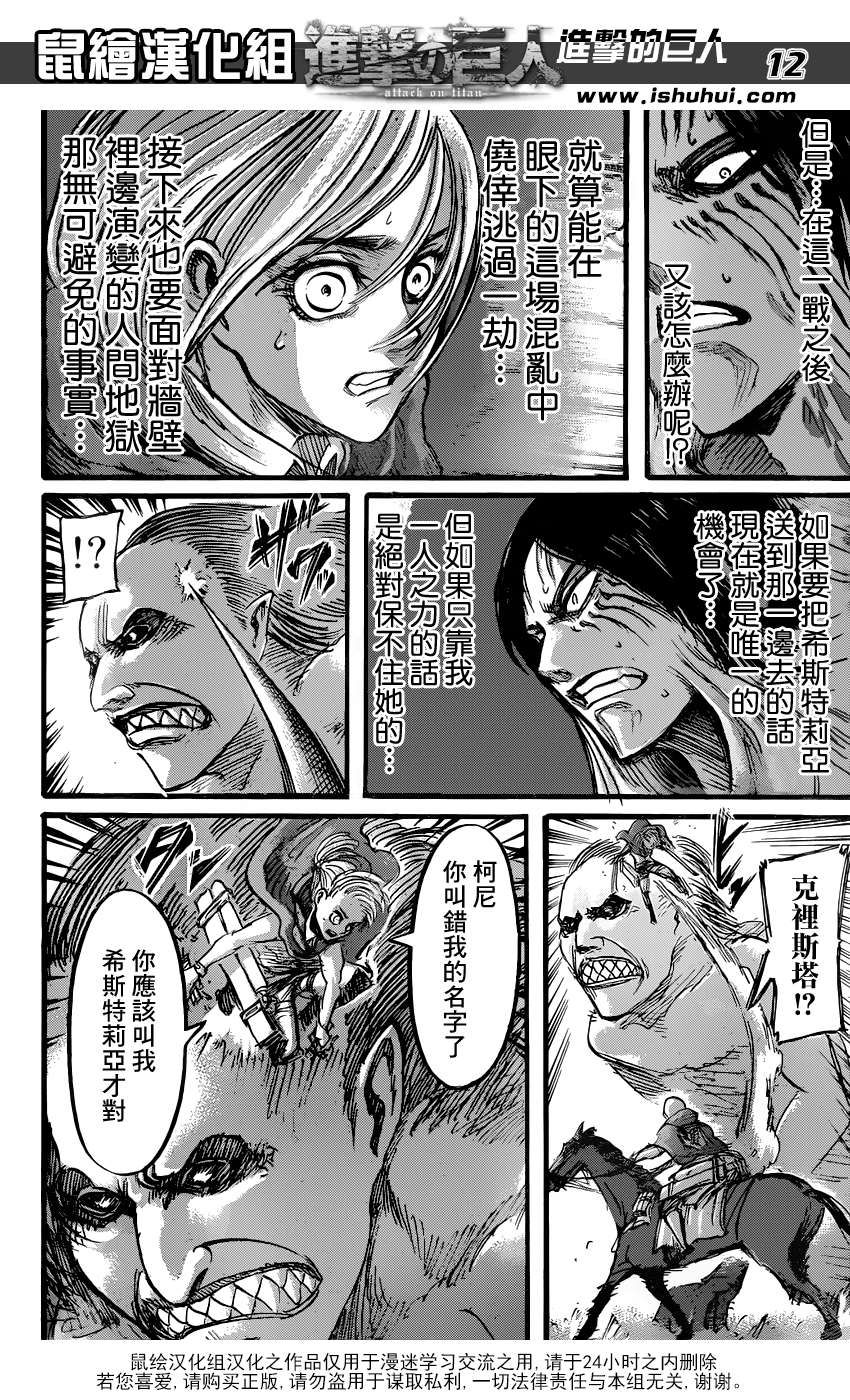 鼠繪漢化組
進撃の巨人
attack on titan
進擊的巨人
www.ishuhui.com
12
但是…在這一戰之後
又該怎麼辦呢!?
就算能在
眼下的這場混亂中
僥倖逃過一劫…
接下來也要面對牆壁
裡邊演變的人間地獄
那無可避免的事實…
如果要把希斯特莉亞
送到那一邊去的話
現在就是唯一的
機會了…
但如果只靠我
一人之力的話
是絕對保不住她的…
!?
克裡斯塔!?
柯尼
你叫錯我的名字了
你應該叫我
希斯特莉亞才對
鼠绘汉化组汉化之作品仅用于漫迷学习交流之用,请于24小时之内删除
若您喜爱,请购买正版,请勿盗用于谋取私利,一切法律责任与本组无关,谢谢。